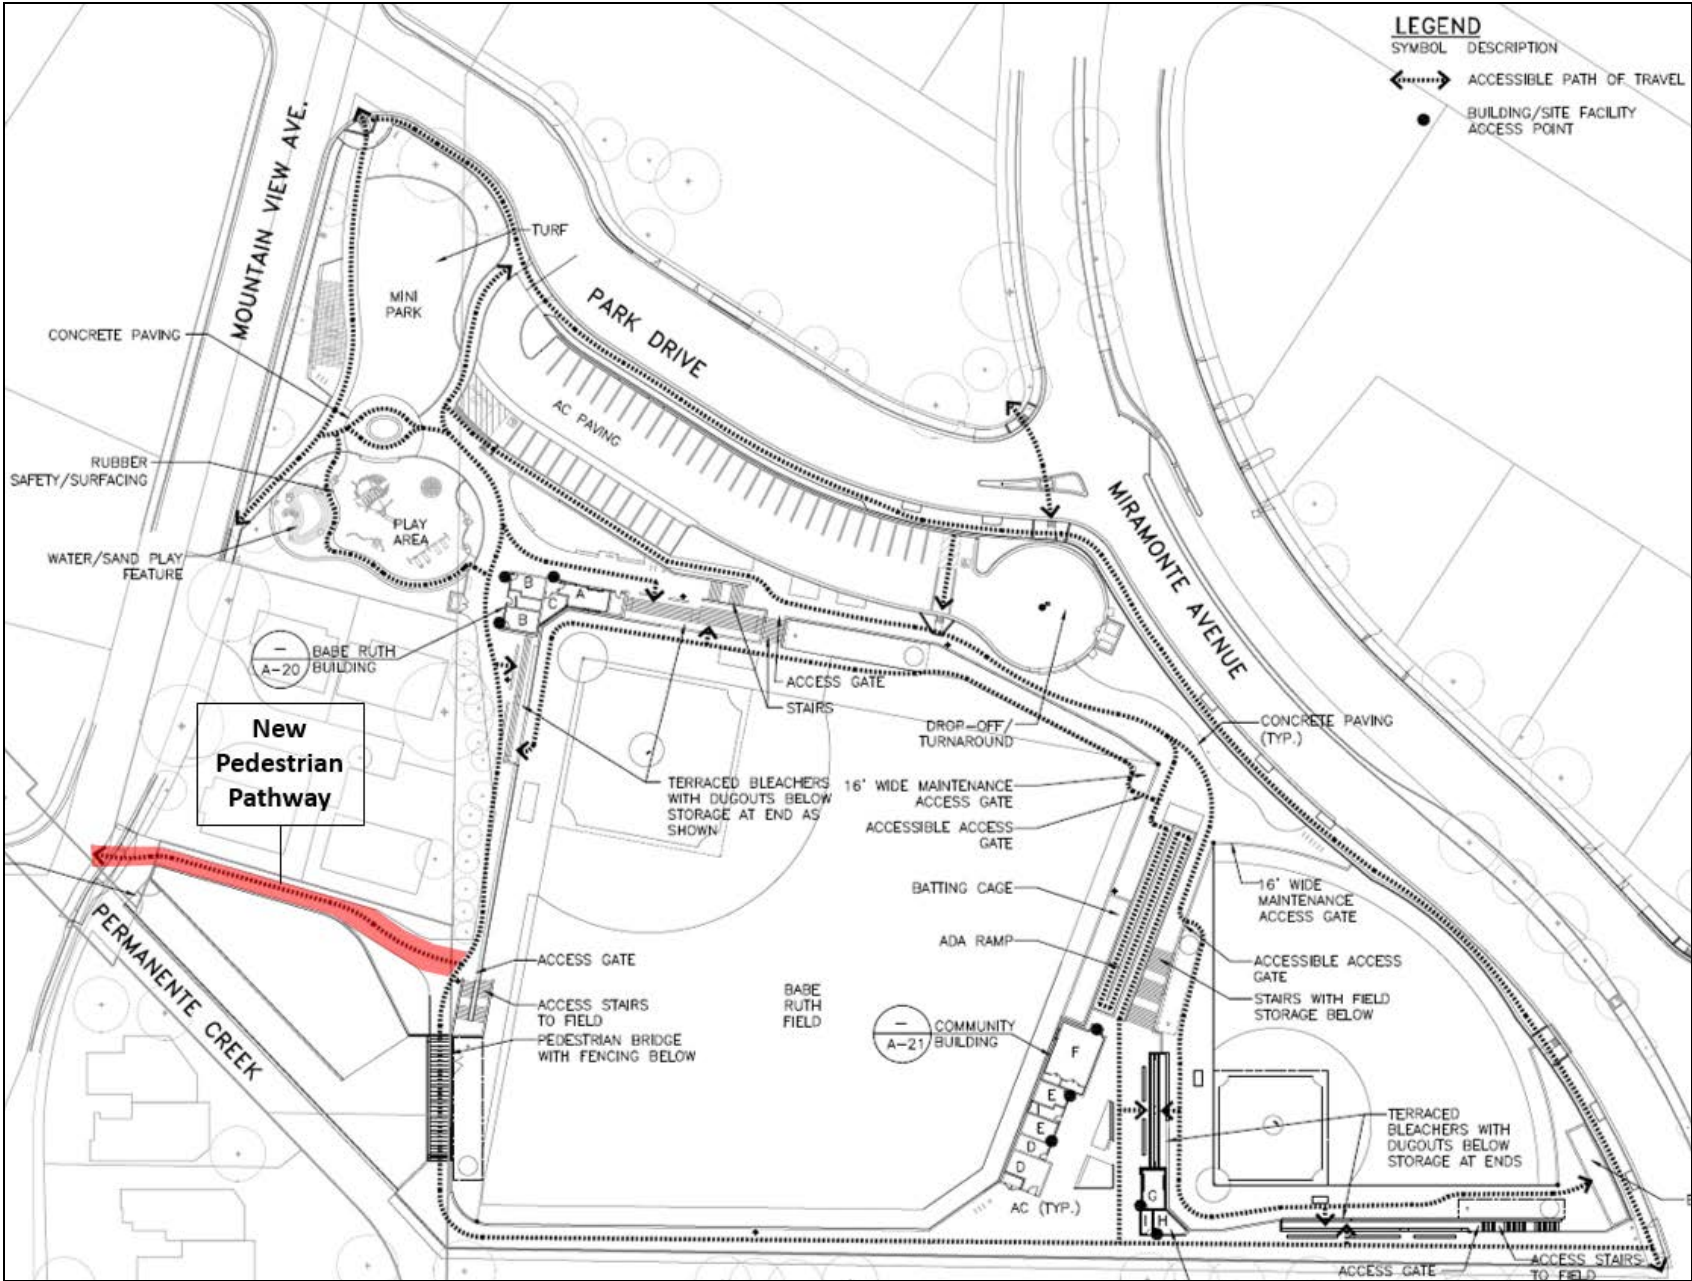 LEGEND
SYMBOL DESCRIPTION
ACCESSIBLE PATH OF TRAVEL
BUILDING/SITE FACILITY
ACCESS POINT
MOUNTAIN VIEW AVE.
TURF
MINI
PARK
PARK DRIVE
CONCRETE PAVING
AC PAVING
RUBBER
SAFETY/SURFACING
PLAY
AREA
WATER/SAND PLAY
FEATURE
MIRAMONTE AVENUE
B
C
A
B
—
A-20
BABE RUTH
BUILDING
ACCESS GATE
STAIRS
DROP-OFF/
TURNAROUND
CONCRETE PAVING
(TYP.)
New
Pedestrian
Pathway
TERRACED BLEACHERS
WITH DUGOUTS BELOW
STORAGE AT END AS
SHOWN
16' WIDE MAINTENANCE
ACCESS GATE
ACCESSIBLE ACCESS
GATE
BATTING CAGE
16' WIDE
MAINTENANCE
ACCESS GATE
ADA RAMP
PERMANENTE CREEK
ACCESS GATE
ACCESSIBLE ACCESS
GATE
ACCESS STAIRS
TO FIELD
BABE
RUTH
FIELD
STAIRS WITH FIELD
STORAGE BELOW
PEDESTRIAN BRIDGE
WITH FENCING BELOW
—
A-21
COMMUNITY
BUILDING
F
E
E
D
D
TERRACED
BLEACHERS WITH
DUGOUTS BELOW
STORAGE AT ENDS
AC (TYP.)
G
I
H
ACCESS GATE
ACCESS STAIRS
TO FIELD